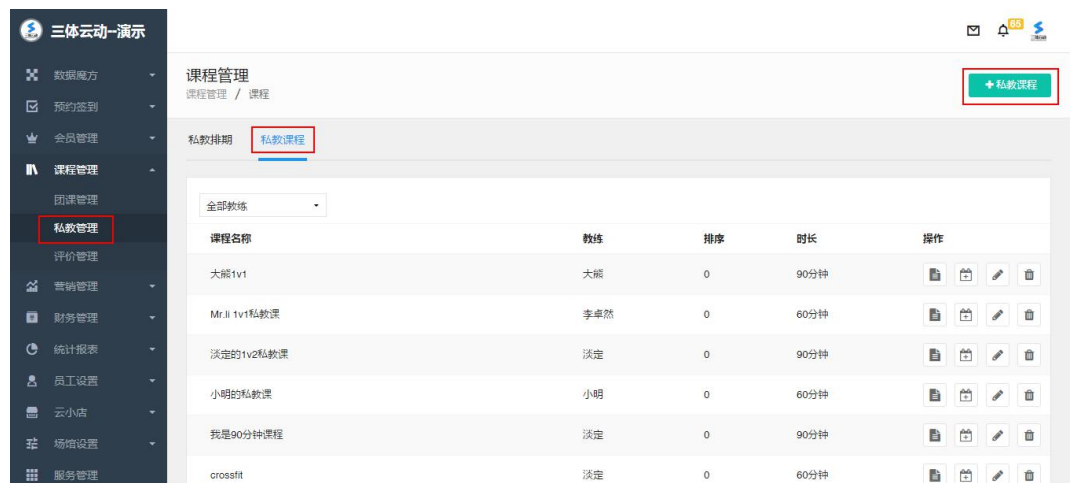 三体云动--演示
65
数据魔方
预约签到
会员管理
课程管理
团课管理
私教管理
评价管理
营销管理
财务管理
统计报表
员工设置
云小店
场馆设置
服务管理
课程管理
课程管理 / 课程
+私教课程
私教排期 私教课程
全部教练
课程名称 教练 排序 时长 操作
大熊1v1 大熊 0 90分钟
Mr.li 1v1私教课 李卓然 0 60分钟
淡定的1v2私教课 淡定 0 90分钟
小明的私教课 小明 0 60分钟
我是90分钟课程 淡定 0 90分钟
crossfit 淡定 0 60分钟